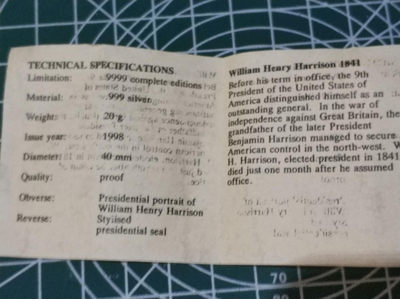 TECHNICAL SPECIFICATIONS
Limitation: 9999 complete editions
Material: .999 silver
Weight: 20 g
Issue year: 1998
Diameter: 40 mm
Quality: proof
Obverse: Presidential portrait of
William Henry Harrison
Reverse: Stylised
presidential seal
William Henry Harrison 1841
Before his term in office, the 9th
President of the United States of
America distinguished himself as an
outstanding general. In the war of
independence against Great Britain, the
grandfather of the later President
Benjamin Harrison managed to secure
American control in the north-west. W
H. Harrison, elected president in 1841
died just one month after he assumed
office.
70